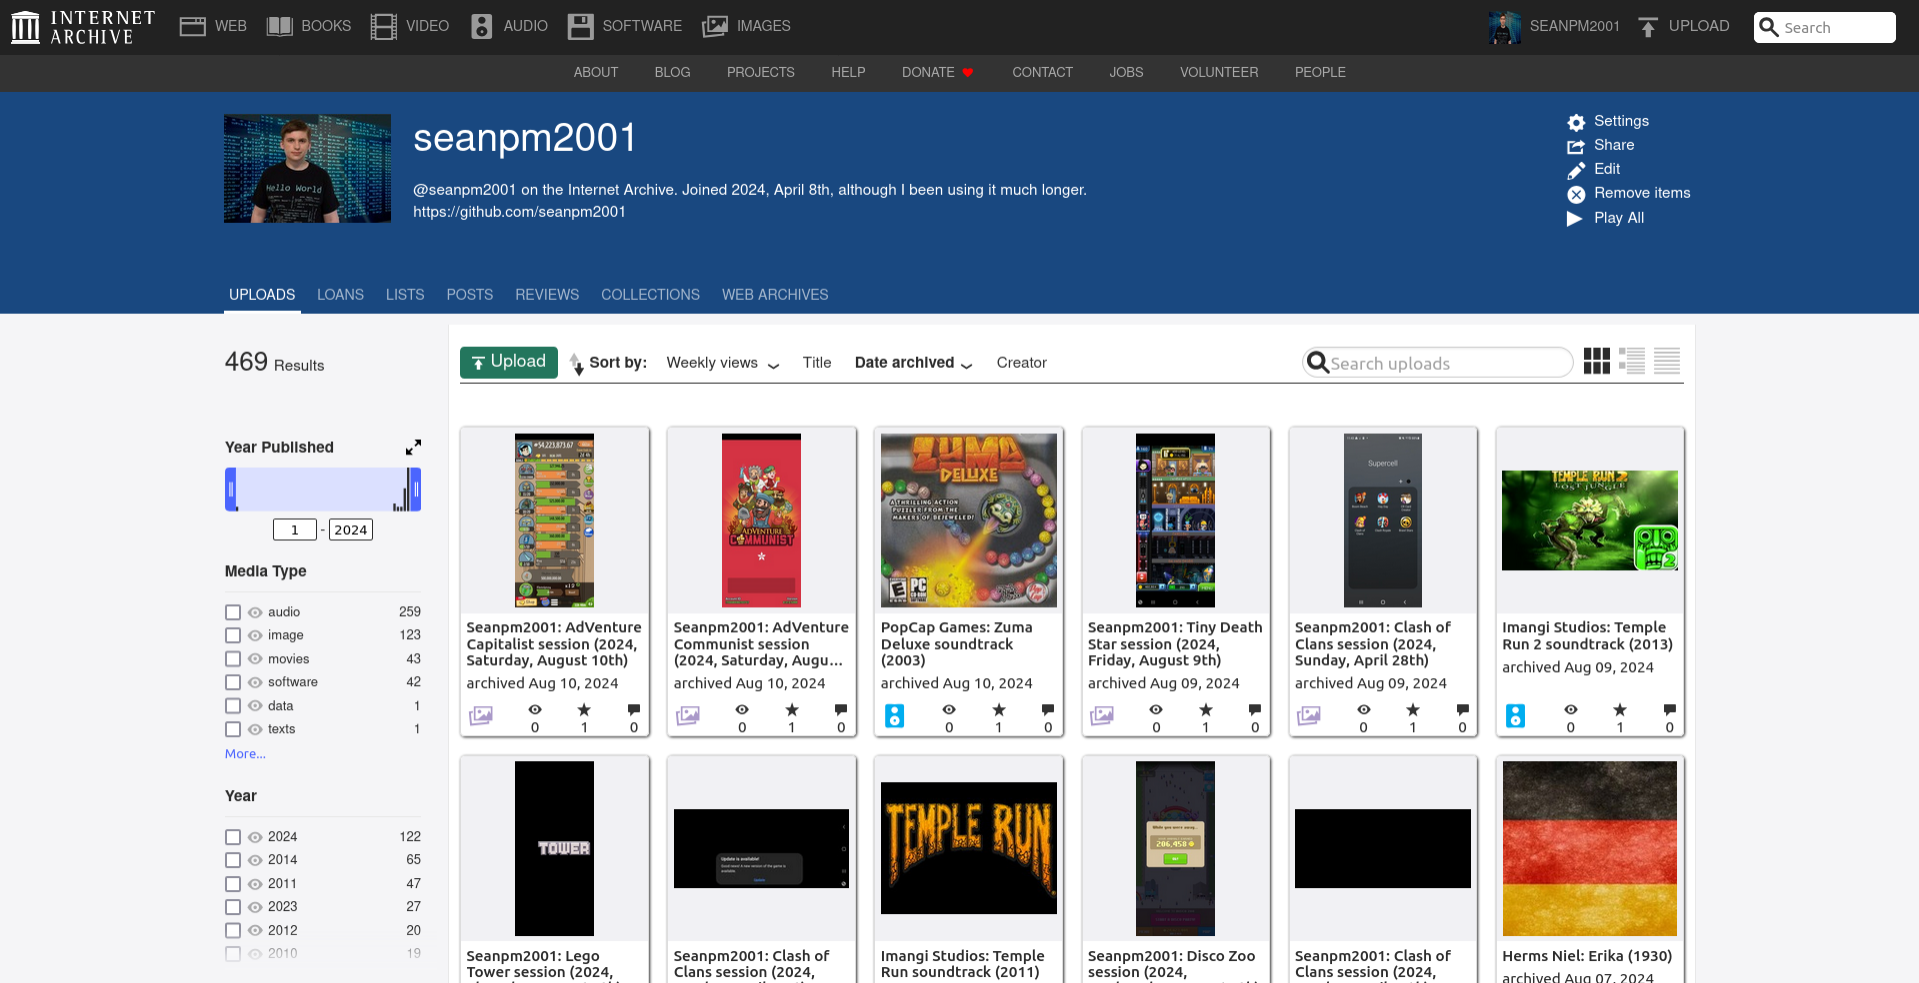 INTERNET ARCHIVE
WEB BOOKS VIDEO AUDIO SOFTWARE IMAGES SEANPM2001 UPLOAD Search
ABOUT BLOG PROJECTS HELP DONATE CONTACT JOBS VOLUNTEER PEOPLE
Hello World
seanpm2001
@seanpm2001 on the Internet Archive. Joined 2024, April 8th, although I been using it much longer.
https://github.com/seanpm2001
Settings
Share
Edit
Remove items
Play All
UPLOADS LOANS LISTS POSTS REVIEWS COLLECTIONS WEB ARCHIVES
469 Results
Year Published
1 - 2024
Media Type
audio 259
image 123
movies 43
software 42
data 1
texts 1
More...
Year
2024 122
2014 65
2011 47
2023 27
2012 20
2010 19
Upload Sort by: Weekly views Title Date archived Creator Search uploads
Seanpm2001: AdVenture
Capitalist session (2024,
Saturday, August 10th)
archived Aug 10, 2024
0 1 0
ADVENTURE
COMMUNIST
Seanpm2001: AdVenture
Communist session
(2024, Saturday, Augu...
archived Aug 10, 2024
0 1 0
ZUMA
DELUXE
A THRILLING ACTION
PUZZLER FROM THE
MAKERS OF BEJEWELED!
PC
PopCap Games: Zuma
Deluxe soundtrack
(2003)
archived Aug 10, 2024
0 1 0
Seanpm2001: Tiny Death
Star session (2024,
Friday, August 9th)
archived Aug 09, 2024
0 1 0
Supercell
Seanpm2001: Clash of
Clans session (2024,
Sunday, April 28th)
archived Aug 09, 2024
0 1 0
TEMPLE RUN 2
LOST JUNGLE
2
Imangi Studios: Temple
Run 2 soundtrack (2013)
archived Aug 09, 2024
0 1 0
TOWER
Seanpm2001: Lego
Tower session (2024,
Update is available!
Seanpm2001: Clash of
Clans session (2024,
TEMPLE RUN
Imangi Studios: Temple
Run soundtrack (2011)
While you were away...
206,458
Seanpm2001: Disco Zoo
session (2024,
Seanpm2001: Clash of
Clans session (2024,
Herms Niel: Erika (1930)
archived Aug 07, 2024